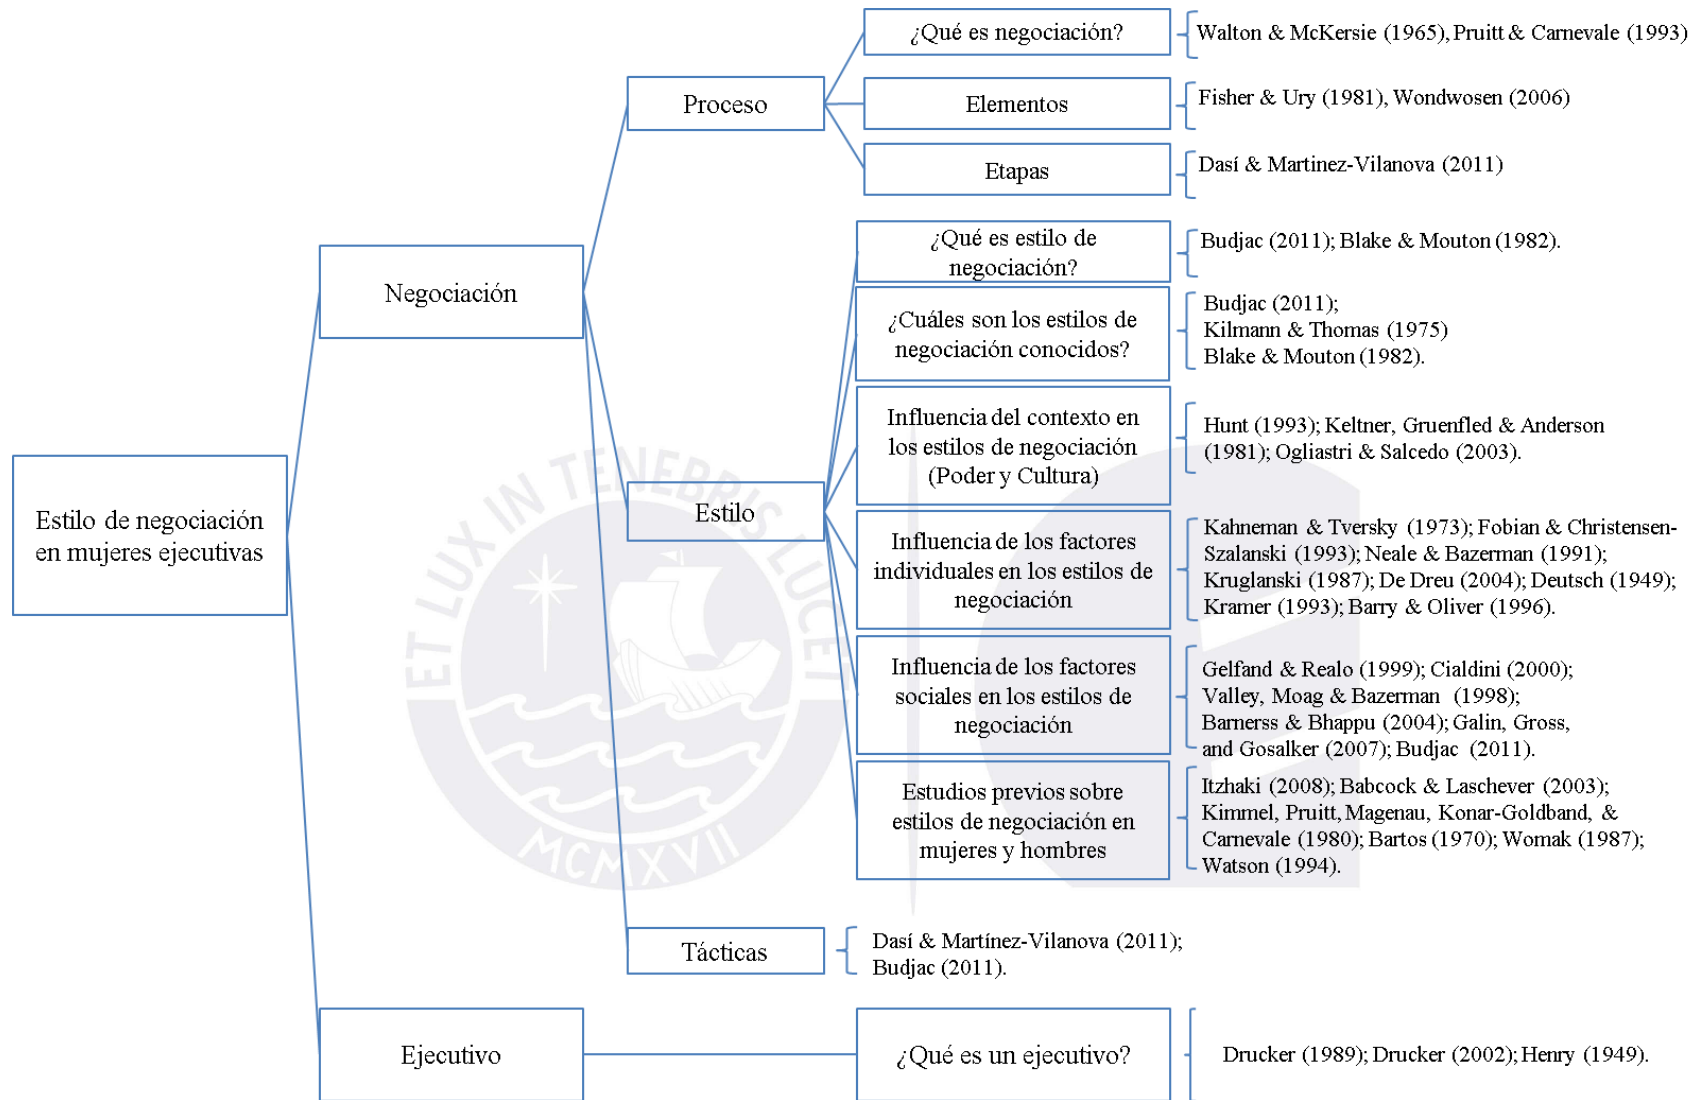 ¿Qué es negociación?
Walton & McKersie (1965), Pruitt & Carnevale (1993)
Proceso
Elementos
Fisher & Ury (1981), Wondwosen (2006)
Etapas
Dasí & Martinez-Vilanova (2011)
Negociación
¿Qué es estilo de
negociación?
Budjac (2011); Blake & Mouton (1982).
¿Cuáles son los estilos de
negociación conocidos?
Budjac (2011);
Kilmann & Thomas (1975)
Blake & Mouton (1982).
Influencia del contexto en
los estilos de negociación
(Poder y Cultura)
Hunt (1993); Keltner, Gruenfled & Anderson
(1981); Ogliastri & Salcedo (2003).
Estilo de negociación
en mujeres ejecutivas
Estilo
Influencia de los factores
individuales en los estilos de
negociación
Kahneman & Tversky (1973); Fobian & Christensen-
Szalanski (1993); Neale & Bazerman (1991);
Kruglanski (1987); De Dreu (2004); Deutsch (1949);
Kramer (1993); Barry & Oliver (1996).
Influencia de los factores
sociales en los estilos de
negociación
Gelfand & Realo (1999); Cialdini (2000);
Valley, Moag & Bazerman (1998);
Barnerss & Bhappu (2004); Galin, Gross,
and Gosalker (2007); Budjac (2011).
Estudios previos sobre
estilos de negociación en
mujeres y hombres
Itzhaki (2008); Babcock & Laschever (2003);
Kimmel, Pruitt, Magenau, Konar-Goldband, &
Carnevale (1980); Bartos (1970); Womak (1987);
Watson (1994).
Tácticas
Dasí & Martínez-Vilanova (2011);
Budjac (2011).
Ejecutivo
¿Qué es un ejecutivo?
Drucker (1989); Drucker (2002); Henry (1949).
ET LUX IN TENEBRIS LUCET
MCMXVII